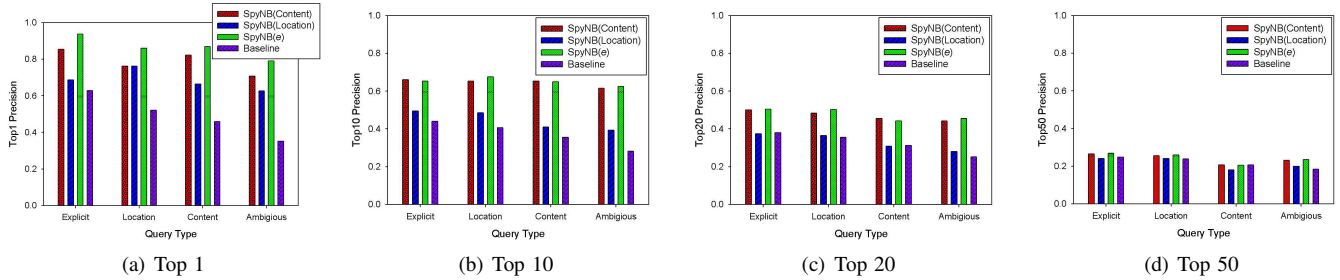 SpyNB(Content)
SpyNB(Location)
SpyNB(e)
Baseline
Top1 Precision
1.0
0.8
0.6
0.4
0.2
0.0
Explicit Location Content Ambigious
Query Type
(a) Top 1
SpyNB(Content)
SpyNB(Location)
SpyNB(e)
Baseline
Top10 Precision
1.0
0.8
0.6
0.4
0.2
0.0
Explicit Location Content Ambigious
Query Type
(b) Top 10
SpyNB(Content)
SpyNB(Location)
SpyNB(e)
Baseline
Top20 Precision
1.0
0.8
0.6
0.4
0.2
0.0
Explicit Location Content Ambigious
Query Type
(c) Top 20
SpyNB(Content)
SpyNB(Location)
SpyNB(e)
Baseline
Top50 Precision
1.0
0.8
0.6
0.4
0.2
0.0
Explicit Location Content Ambigious
Query Type
(d) Top 50